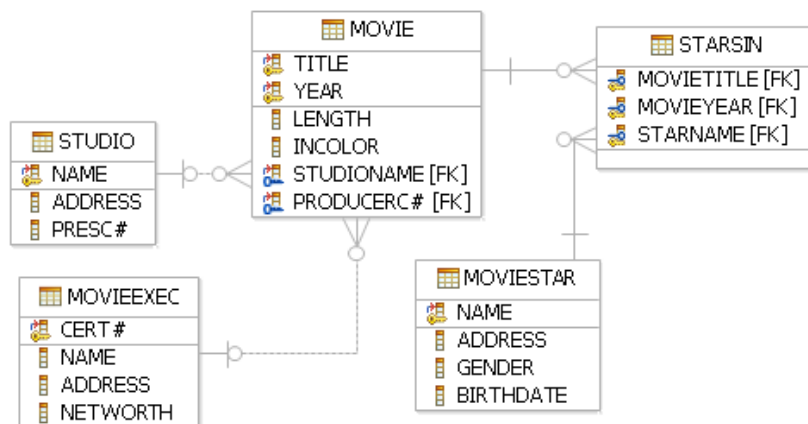 MOVIE
TITLE
YEAR
LENGTH
INCOLOR
STUDIONAME [FK]
PRODUCERC# [FK]
STARSIN
MOVIETITLE [FK]
MOVIEYEAR [FK]
STARNAME [FK]
STUDIO
NAME
ADDRESS
PRESC#
MOVIEEXEC
CERT#
NAME
ADDRESS
NETWORTH
MOVIESTAR
NAME
ADDRESS
GENDER
BIRTHDATE